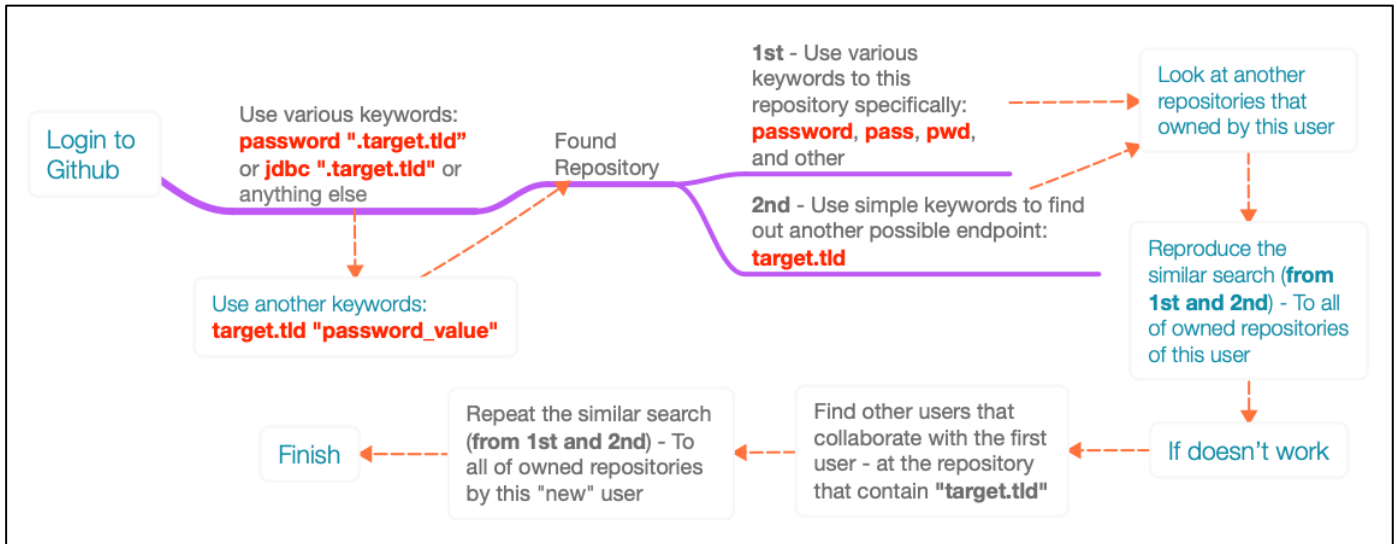 Login to
Github
Use various keywords:
password ".target.tld”
or jdbc ".target.tld" or
anything else
Use another keywords:
target.tld "password_value"
Found
Repository
1st - Use various
keywords to this
repository specifically:
password, pass, pwd,
and other
2nd - Use simple keywords to find
out another possible endpoint:
target.tld
Look at another
repositories that
owned by this user
Reproduce the
similar search (from
1st and 2nd) - To all
of owned repositories
of this user
If doesn’t work
Find other users that
collaborate with the first
user - at the repository
that contain "target.tld"
Repeat the similar search
(from 1st and 2nd) - To
all of owned repositories
by this "new" user
Finish